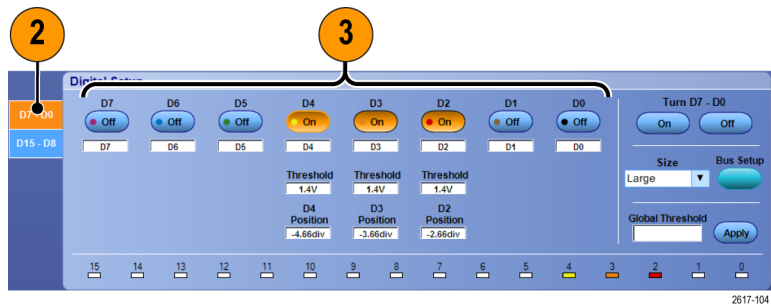 2 3
Digital Setup
D7 - D0
D15 - D8
D7 D6 D5 D4 D3 D2 D1 D0
Off Off Off On On On Off Off
D7 D6 D5 D4 D3 D2 D1 D0
Threshold Threshold Threshold
1.4V 1.4V 1.4V
D4 D3 D2
Position Position Position
-4.66div -3.66div -2.66div
Turn D7 - D0
On Off
Size Bus Setup
Large
Global Threshold
Apply
15 14 13 12 11 10 9 8 7 6 5 4 3 2 1 0
2617-104